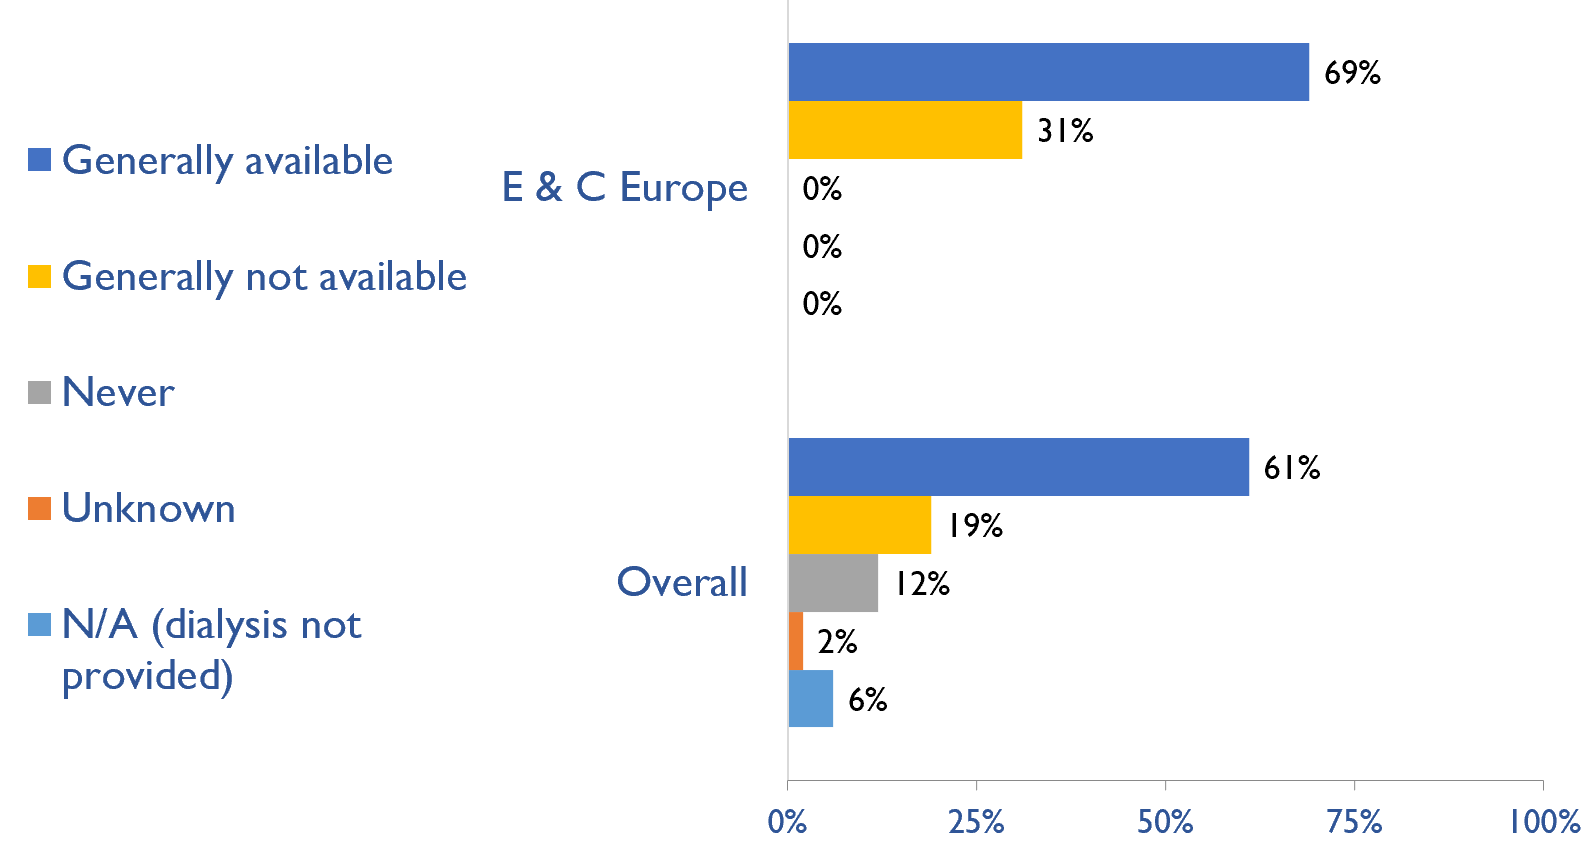 Generally available
Generally not available
Never
Unknown
N/A (dialysis not
provided)
E & C Europe
69%
31%
0%
0%
0%
Overall
61%
19%
12%
2%
6%
0%
25%
50%
75%
100%